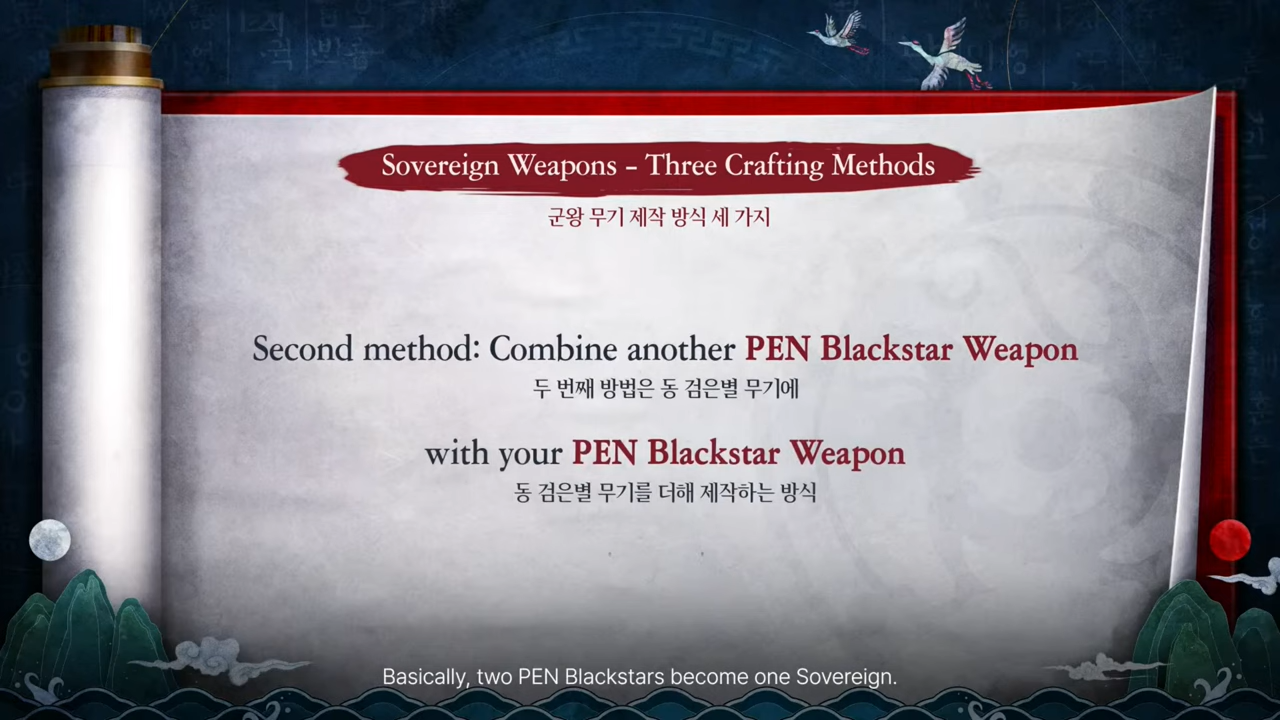 Sovereign Weapons – Three Crafting Methods
군왕 무기 제작 방식 세 가지
Second method: Combine another PEN Blackstar Weapon
두 번째 방법은 동 검은별 무기에
with your PEN Blackstar Weapon
동 검은별 무기를 더해 제작하는 방식
Basically, two PEN Blackstars become one Sovereign.